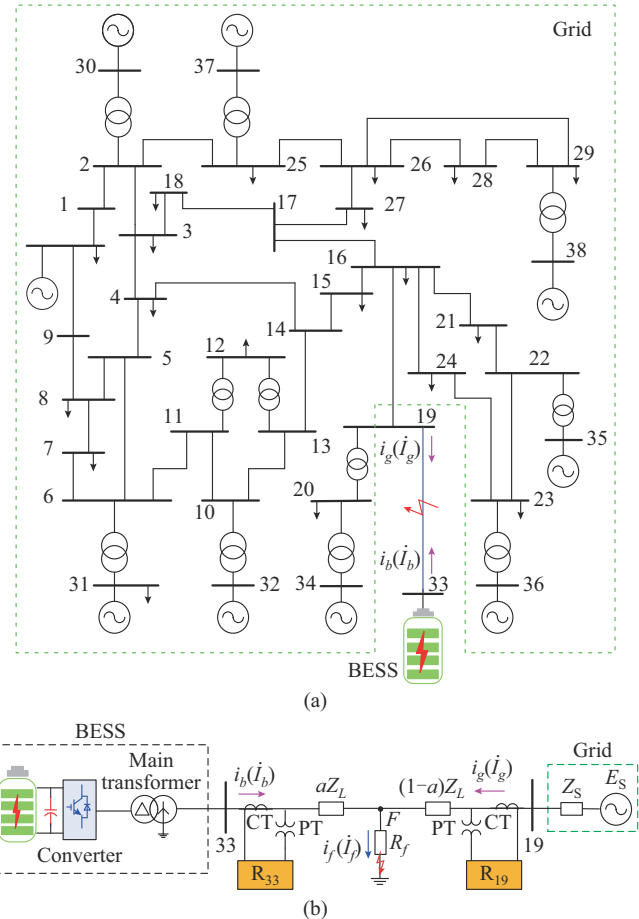 Grid
30
37
2
25
26
28
29
18
17
27
1
3
38
16
15
4
14
21
9
5
12
24
22
8
11
13
19
35
7
i_g(İ_g)
6
10
20
23
i_b(İ_b)
31
32
34
33
36
BESS
(a)
BESS
Grid
Main
transformer
i_b(İ_b)
aZ_L
(1−a)Z_L
i_g(İ_g)
Z_S
E_S
CT
PT
F
PT
CT
Converter
33
i_f(İ_f)
R_f
19
R_33
R_19
(b)